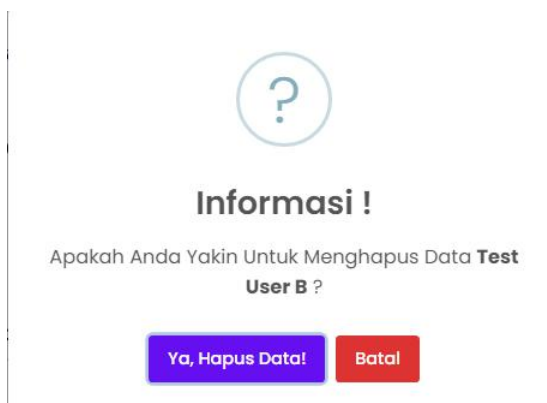 ?
Informasi !
Apakah Anda Yakin Untuk Menghapus Data Test
User B ?
Ya, Hapus Data!
Batal